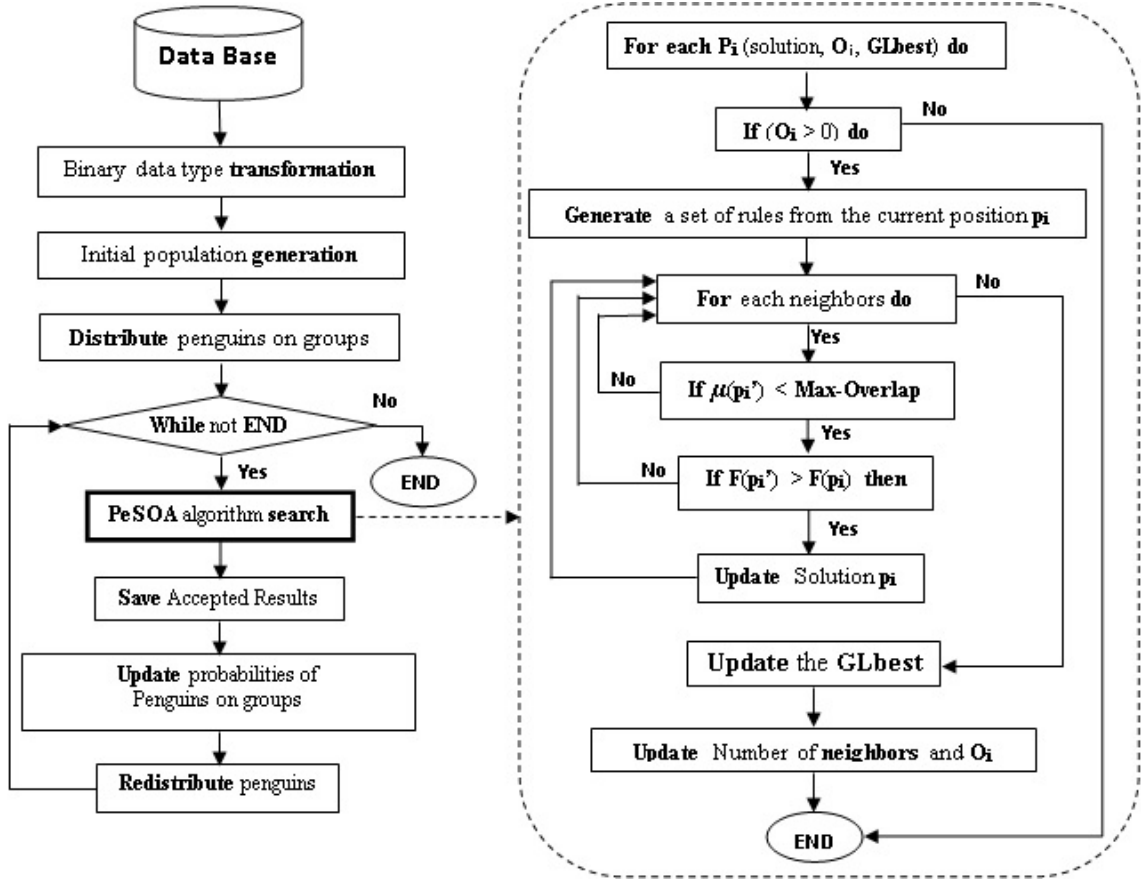 Data Base
Binary data type transformation
Initial population generation
Distribute penguins on groups
While not END
No
END
Yes
PeSOA algorithm search
Save Accepted Results
Update probabilities of
Penguins on groups
Redistribute penguins
For each Pi (solution, Oi, GLbest) do
No
If (Oi > 0) do
Yes
Generate a set of rules from the current position pi
For each neighbors do
No
Yes
No
If μ(pi') < Max-Overlap
Yes
No
If F(pi') > F(pi) then
Yes
Update Solution pi
Update the GLbest
Update Number of neighbors and Oi
END